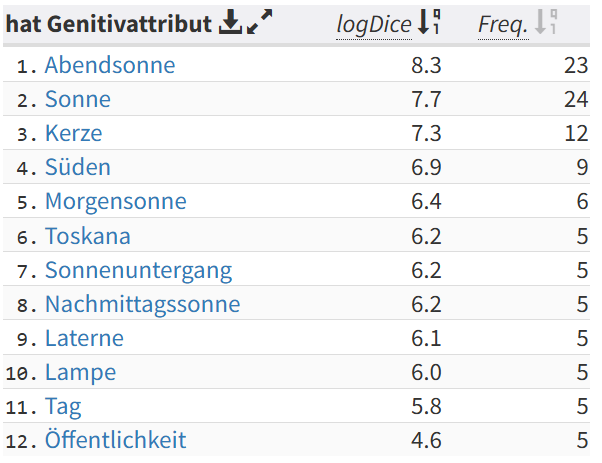 hat Genitivattribut logDice Freq.
1. Abendsonne 8.3 23
2. Sonne 7.7 24
3. Kerze 7.3 12
4. Süden 6.9 9
5. Morgensonne 6.4 6
6. Toskana 6.2 5
7. Sonnenuntergang 6.2 5
8. Nachmittagssonne 6.2 5
9. Laterne 6.1 5
10. Lampe 6.0 5
11. Tag 5.8 5
12. Öffentlichkeit 4.6 5